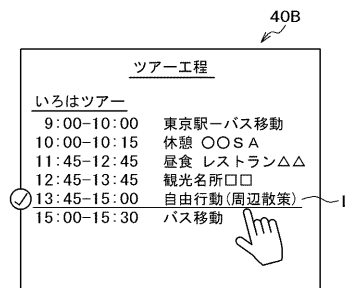 40B
ツアー工程
いろはツアー
9:00-10:00 東京駅ーバス移動
10:00-10:15 休憩 〇〇SA
11:45-12:45 昼食 レストラン△△
12:45-13:45 観光名所□□
13:45-15:00 自由行動(周辺散策)
15:00-15:30 バス移動